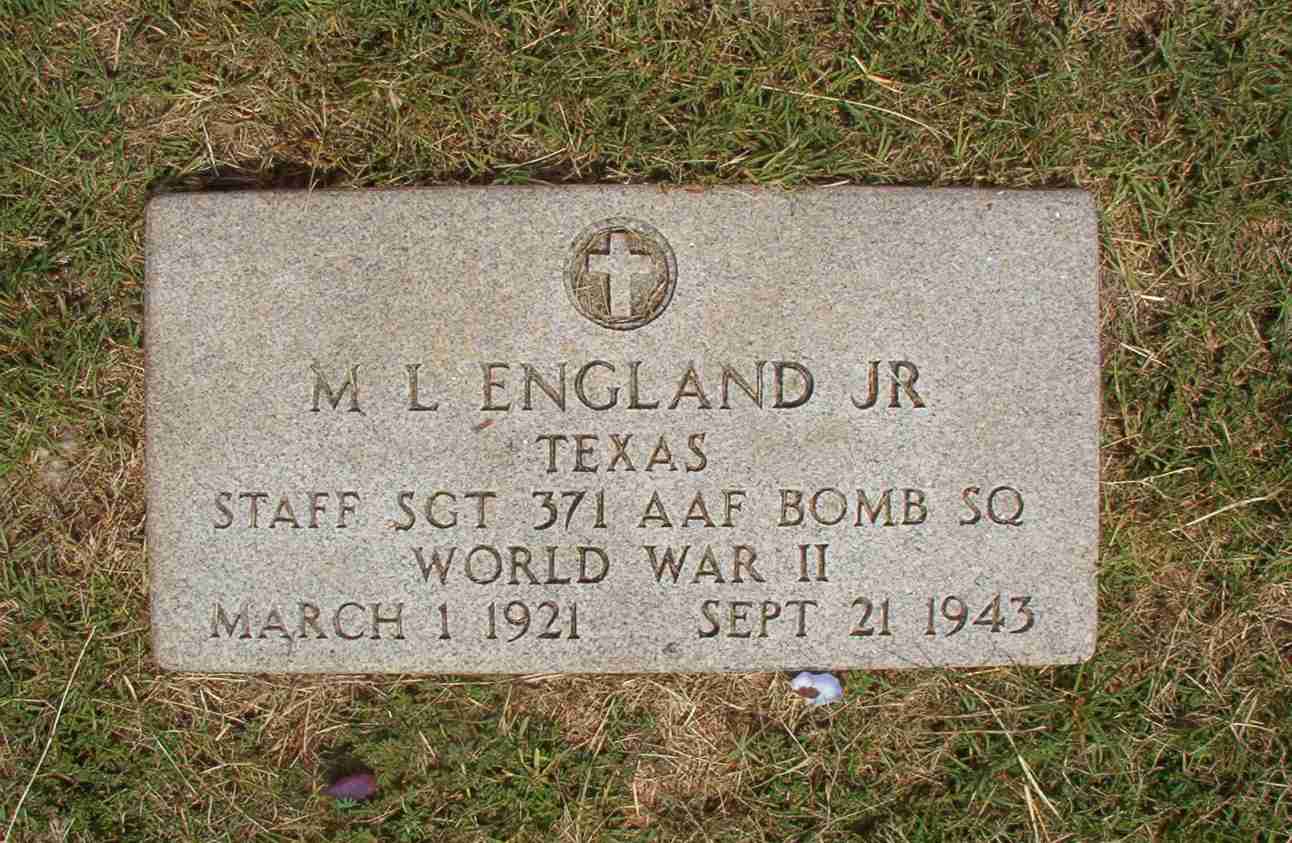 M L ENGLAND JR
TEXAS
STAFF SGT 371 AAF BOMB SQ
WORLD WAR II
MARCH 1 1921 SEPT 21 1943